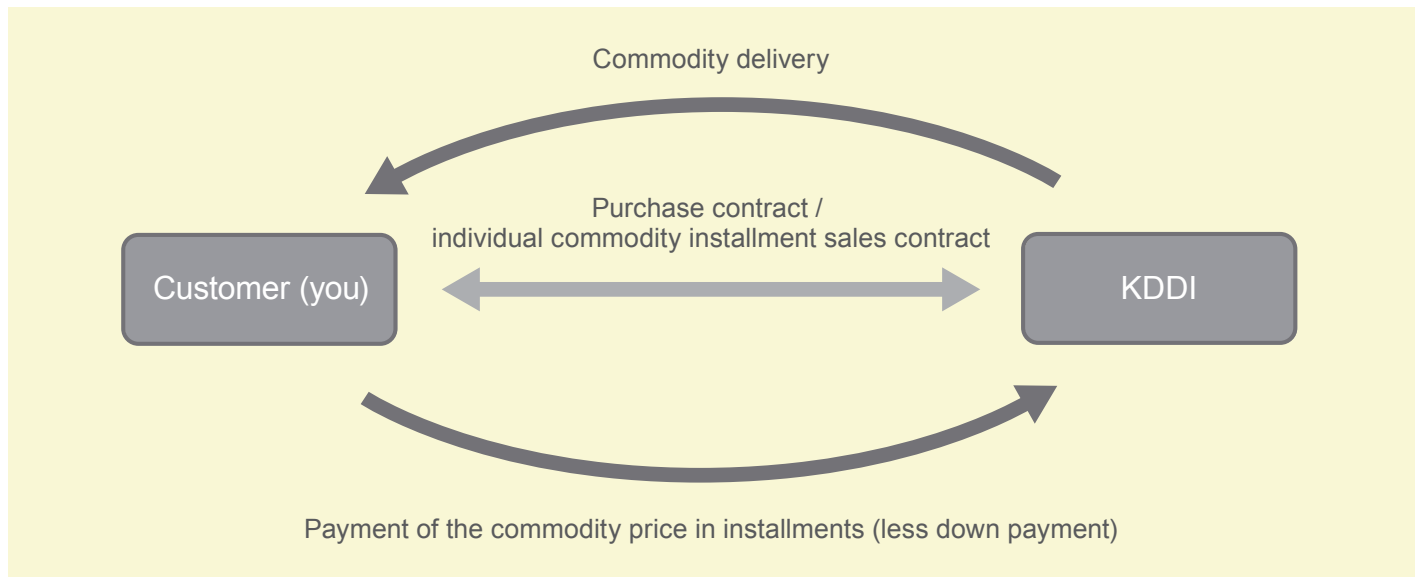 Commodity delivery
Purchase contract /
individual commodity installment sales contract
Customer (you)
KDDI
Payment of the commodity price in installments (less down payment)